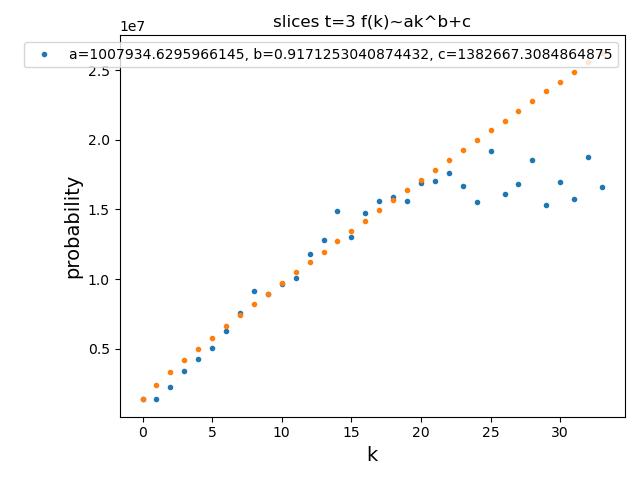 slices t=3 f(k)~ak^b+c
1e7
a=1007934.6295966145, b=0.9171253040874432, c=1382667.3084864875
2.5
2.0
1.5
1.0
0.5
probability
0 5 10 15 20 25 30
k